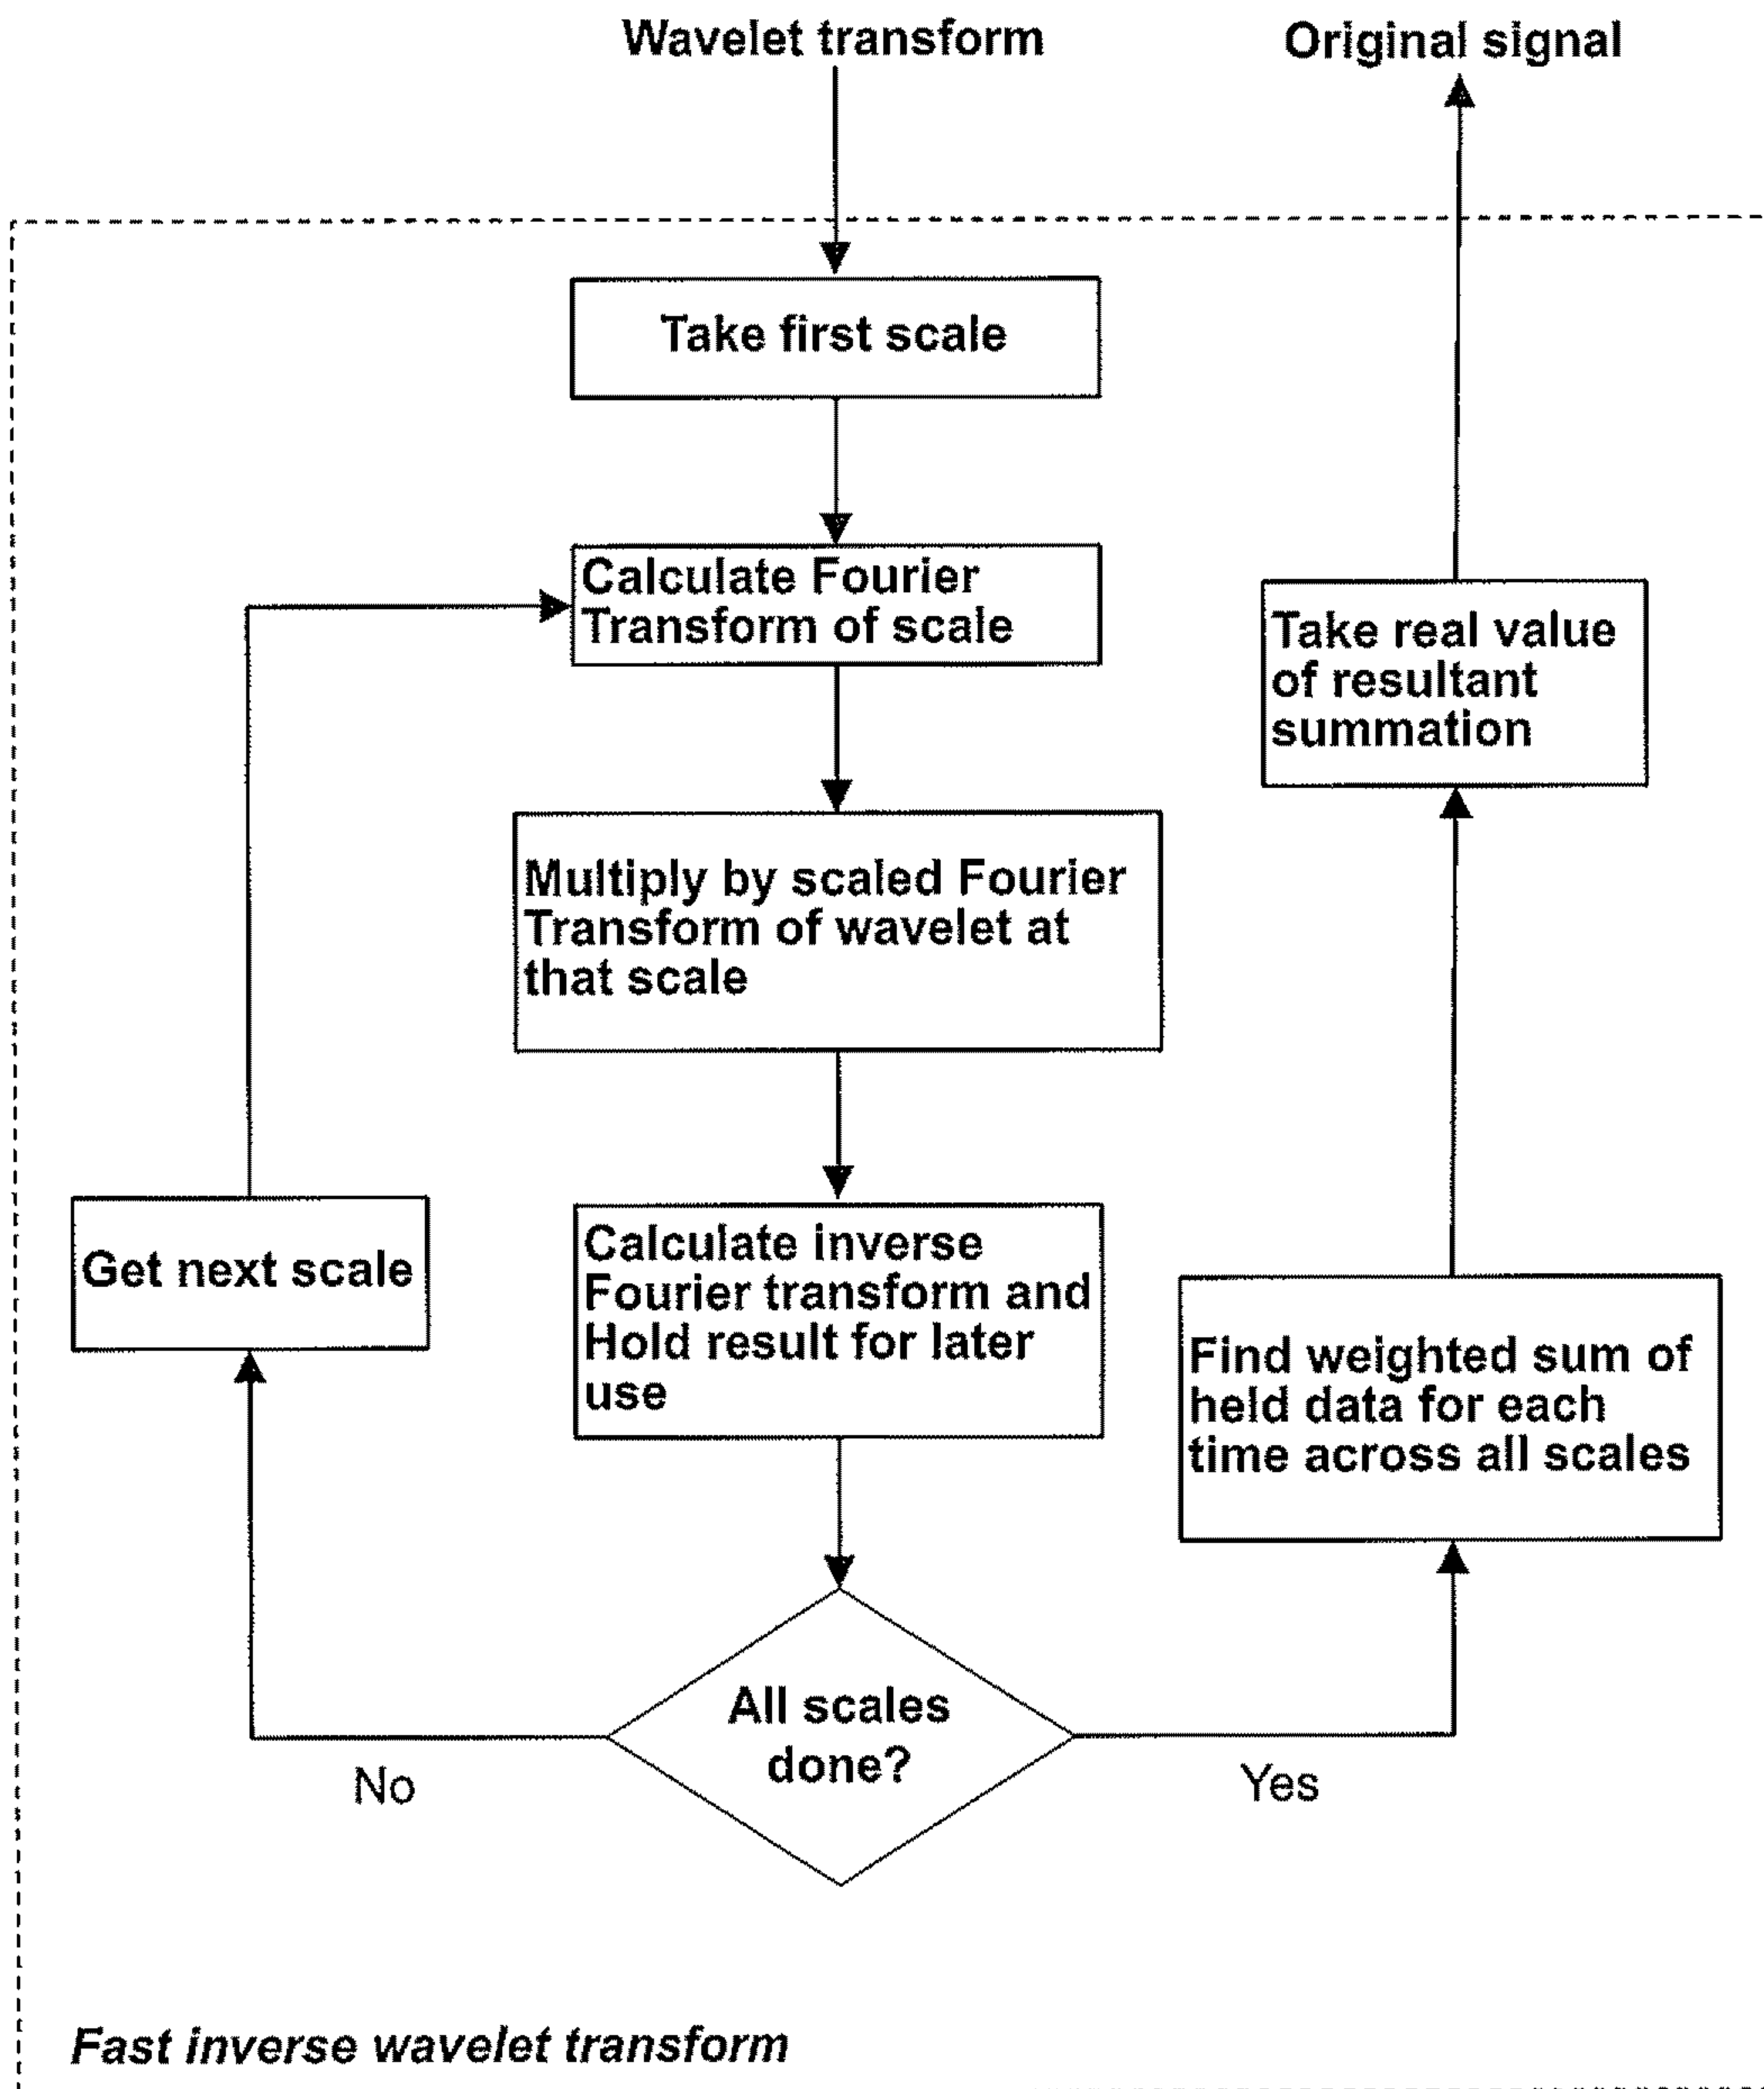 Wavelet transform
Original signal
Take first scale
Calculate Fourier
Transform of scale
Take real value
of resultant
summation
Multiply by scaled Fourier
Transform of wavelet at
that scale
Get next scale
Calculate inverse
Fourier transform and
Hold result for later
use
Find weighted sum of
held data for each
time across all scales
All scales
done?
No
Yes
Fast inverse wavelet transform